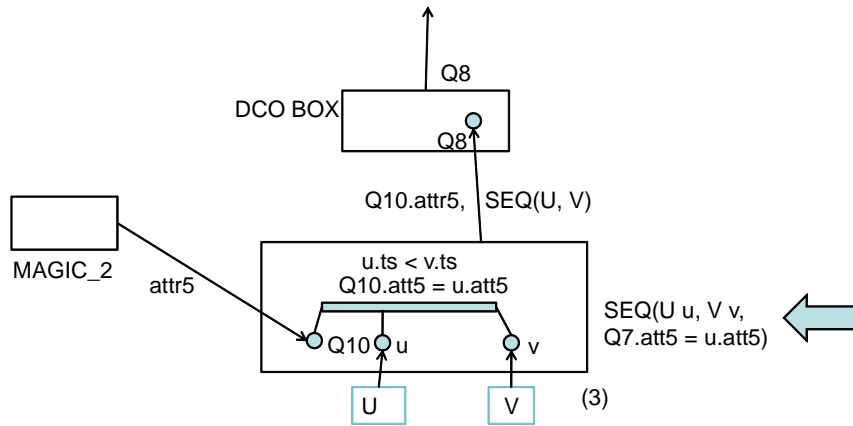 Q8
DCO BOX
Q8
Q10.attr5, SEQ(U, V)
MAGIC_2
attr5
u.ts < v.ts
Q10.att5 = u.att5
SEQ(U u, V v,
Q7.att5 = u.att5)
Q10 u v
U V
(3)